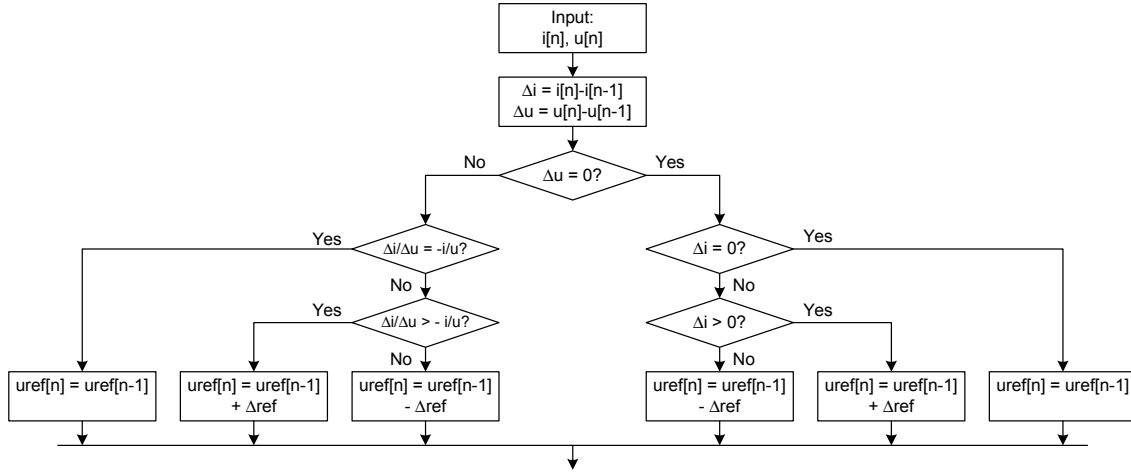 Input:
i[n], u[n]
Δi = i[n]-i[n-1]
Δu = u[n]-u[n-1]
No
Yes
Δu = 0?
Yes
Δi/Δu = -i/u?
Δi = 0?
Yes
No
No
Yes
Δi/Δu > - i/u?
Δi > 0?
Yes
No
No
uref[n] = uref[n-1]
uref[n] = uref[n-1]
+ Δref
uref[n] = uref[n-1]
- Δref
uref[n] = uref[n-1]
- Δref
uref[n] = uref[n-1]
+ Δref
uref[n] = uref[n-1]